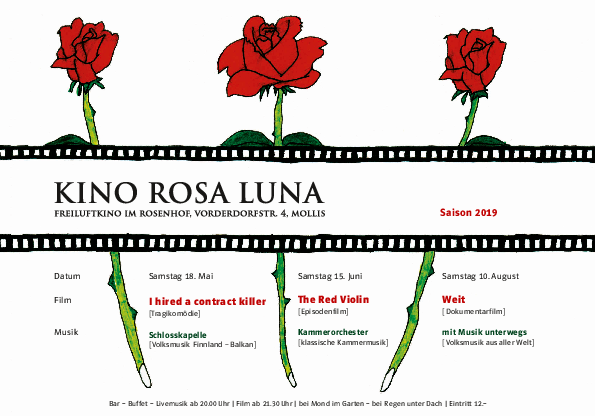 KINO ROSA LUNA
FREILUFTKINO IM ROSENHOF, VORDERDORFSTR. 4, MOLLIS
Saison 2019
Datum Samstag 18. Mai Samstag 15. Juni Samstag 10. August
Film I hired a contract killer The Red Violin Weit
[Tragikomödie] [Episodenfilm] [Dokumentarfilm]
Musik Schlosskapelle Kammerorchester mit Musik unterwegs
[Volksmusik Finnland – Balkan] [klassische Kammermusik] [Volksmusik aus aller Welt]
Bar – Buffet – Livemusik ab 20.00 Uhr | Film ab 21.30 Uhr | bei Mond im Garten – bei Regen unter Dach | Eintritt 12.–